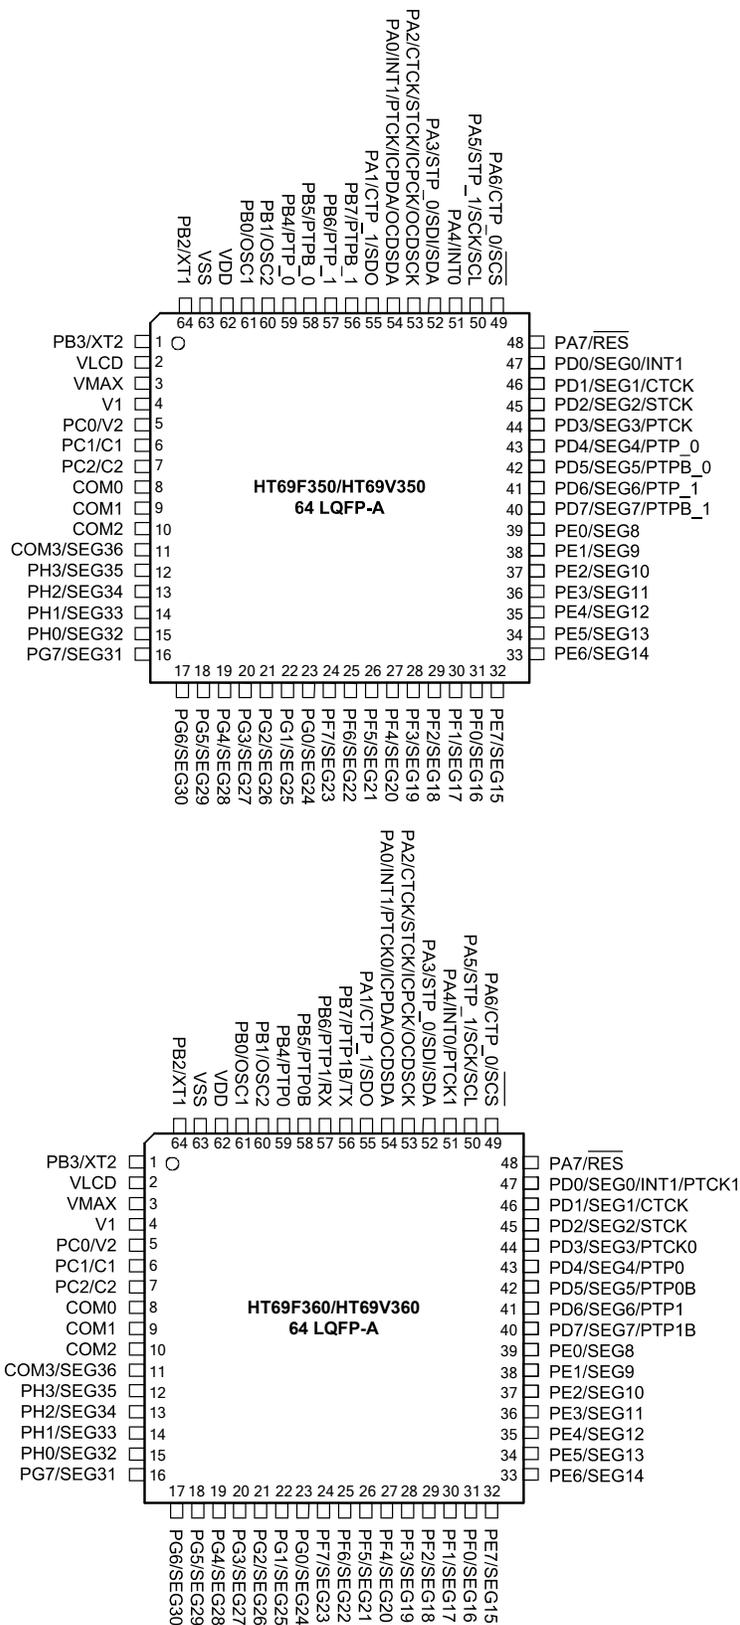 PB2/XT1
VSS
VDD
PB0/OSC1
PB1/OSC2
PB4/PTP_0
PB5/PTPB_0
PB6/PTP_1
PB7/PTPB_1
PA1/CTP_1/SDO
PA0/INT1/PTCK/ICPDA/OCDSDA
PA2/CTCK/STCK/ICPCK/OCDSCK
PA3/STP_0/SDI/SDA
PA4/INT0
PA5/STP_1/SCK/SCL
PA6/CTP_0/SCS
64 63 62 61 60 59 58 57 56 55 54 53 52 51 50 49
PB3/XT2 1
VLCD 2
VMAX 3
V1 4
PC0/V2 5
PC1/C1 6
PC2/C2 7
COM0 8
COM1 9
COM2 10
COM3/SEG36 11
PH3/SEG35 12
PH2/SEG34 13
PH1/SEG33 14
PH0/SEG32 15
PG7/SEG31 16
HT69F350/HT69V350
64 LQFP-A
48 PA7/RES
47 PD0/SEG0/INT1
46 PD1/SEG1/CTCK
45 PD2/SEG2/STCK
44 PD3/SEG3/PTCK
43 PD4/SEG4/PTP_0
42 PD5/SEG5/PTPB_0
41 PD6/SEG6/PTP_1
40 PD7/SEG7/PTPB_1
39 PE0/SEG8
38 PE1/SEG9
37 PE2/SEG10
36 PE3/SEG11
35 PE4/SEG12
34 PE5/SEG13
33 PE6/SEG14
17 18 19 20 21 22 23 24 25 26 27 28 29 30 31 32
PG6/SEG30
PG5/SEG29
PG4/SEG28
PG3/SEG27
PG2/SEG26
PG1/SEG25
PG0/SEG24
PF7/SEG23
PF6/SEG22
PF5/SEG21
PF4/SEG20
PF3/SEG19
PF2/SEG18
PF1/SEG17
PF0/SEG16
PE7/SEG15
PB2/XT1
VSS
VDD
PB0/OSC1
PB1/OSC2
PB4/PTP0
PB5/PTP0B
PB6/PTP1/RX
PB7/PTP1B/TX
PA1/CTP_1/SDO
PA0/INT1/PTCK0/ICPDA/OCDSDA
PA2/CTCK/STCK/ICPCK/OCDSCK
PA3/STP_0/SDI/SDA
PA4/INT0/PTCK1
PA5/STP_1/SCK/SCL
PA6/CTP_0/SCS
64 63 62 61 60 59 58 57 56 55 54 53 52 51 50 49
PB3/XT2 1
VLCD 2
VMAX 3
V1 4
PC0/V2 5
PC1/C1 6
PC2/C2 7
COM0 8
COM1 9
COM2 10
COM3/SEG36 11
PH3/SEG35 12
PH2/SEG34 13
PH1/SEG33 14
PH0/SEG32 15
PG7/SEG31 16
HT69F360/HT69V360
64 LQFP-A
48 PA7/RES
47 PD0/SEG0/INT1/PTCK1
46 PD1/SEG1/CTCK
45 PD2/SEG2/STCK
44 PD3/SEG3/PTCK0
43 PD4/SEG4/PTP0
42 PD5/SEG5/PTP0B
41 PD6/SEG6/PTP1
40 PD7/SEG7/PTP1B
39 PE0/SEG8
38 PE1/SEG9
37 PE2/SEG10
36 PE3/SEG11
35 PE4/SEG12
34 PE5/SEG13
33 PE6/SEG14
17 18 19 20 21 22 23 24 25 26 27 28 29 30 31 32
PG6/SEG30
PG5/SEG29
PG4/SEG28
PG3/SEG27
PG2/SEG26
PG1/SEG25
PG0/SEG24
PF7/SEG23
PF6/SEG22
PF5/SEG21
PF4/SEG20
PF3/SEG19
PF2/SEG18
PF1/SEG17
PF0/SEG16
PE7/SEG15